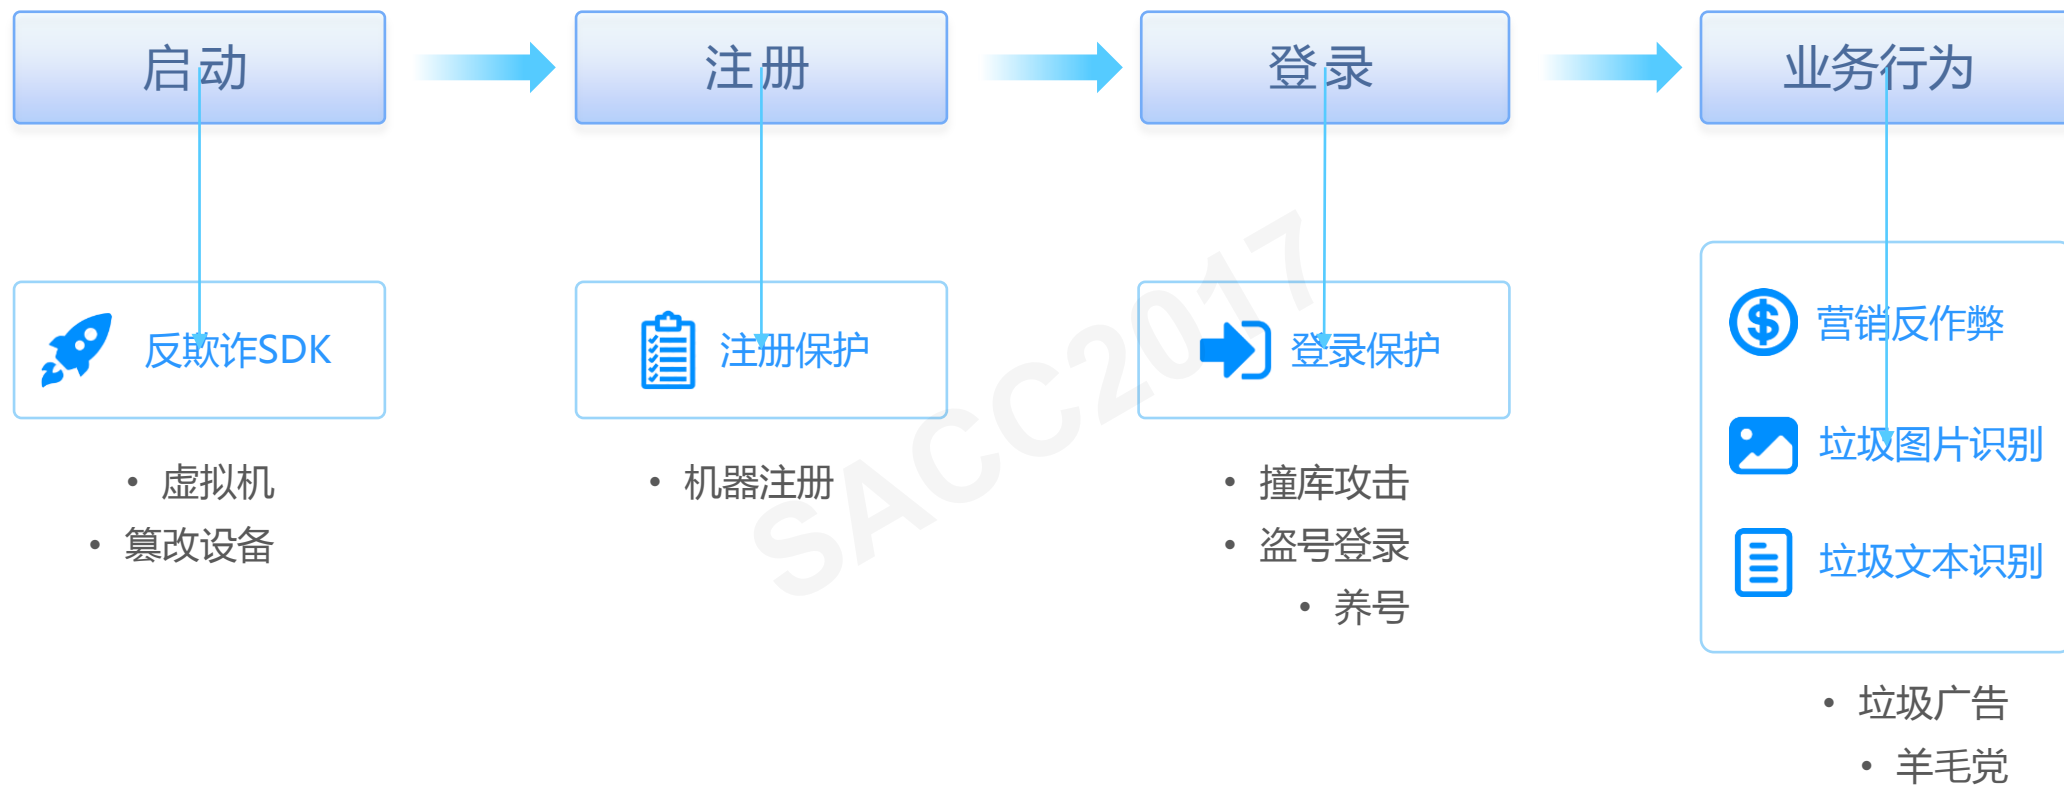 启动
注册
登录
业务行为
反欺诈SDK
注册保护
登录保护
营销反作弊
垃圾图片识别
垃圾文本识别
• 虚拟机
• 篡改设备
• 机器注册
• 撞库攻击
• 盗号登录
• 养号
• 垃圾广告
• 羊毛党
SACC2017